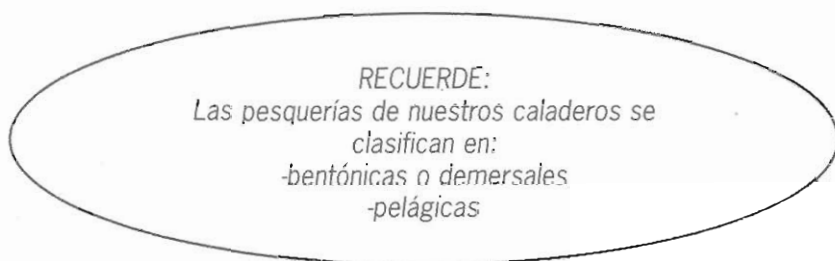 RECUERDE:
Las pesquerías de nuestros caladeros se
clasifican en:
-bentónicas o demersales
-pelágicas